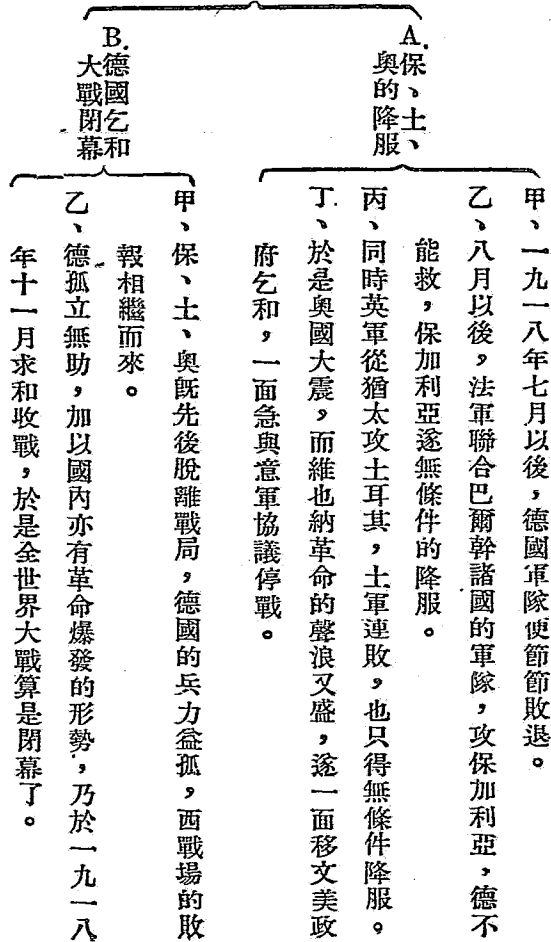 A.保、土、
奧的降服
甲、一九一八年七月以後，德國軍隊便節節敗退。
乙、八月以後，法軍聯合巴爾幹諸國的軍隊，攻保加利亞，德不
能救，保加利亞遂無條件的降服。
丙、同時英軍從猶太攻土耳其，土軍連敗，也只得無條件降服。
丁、於是奧國大震，而維也納革命的聲浪又盛，遂一面移文美政
府乞和，一面急與意軍協議停戰。
B.德國乞和
大戰閉幕
甲、保、土、奧旣先後脫離戰局，德國的兵力益孤，西戰場的敗
報相繼而來。
乙、德孤立無助，加以國內亦有革命爆發的形勢，乃於一九一八
年十一月求和收戰，於是全世界大戰算是閉幕了。